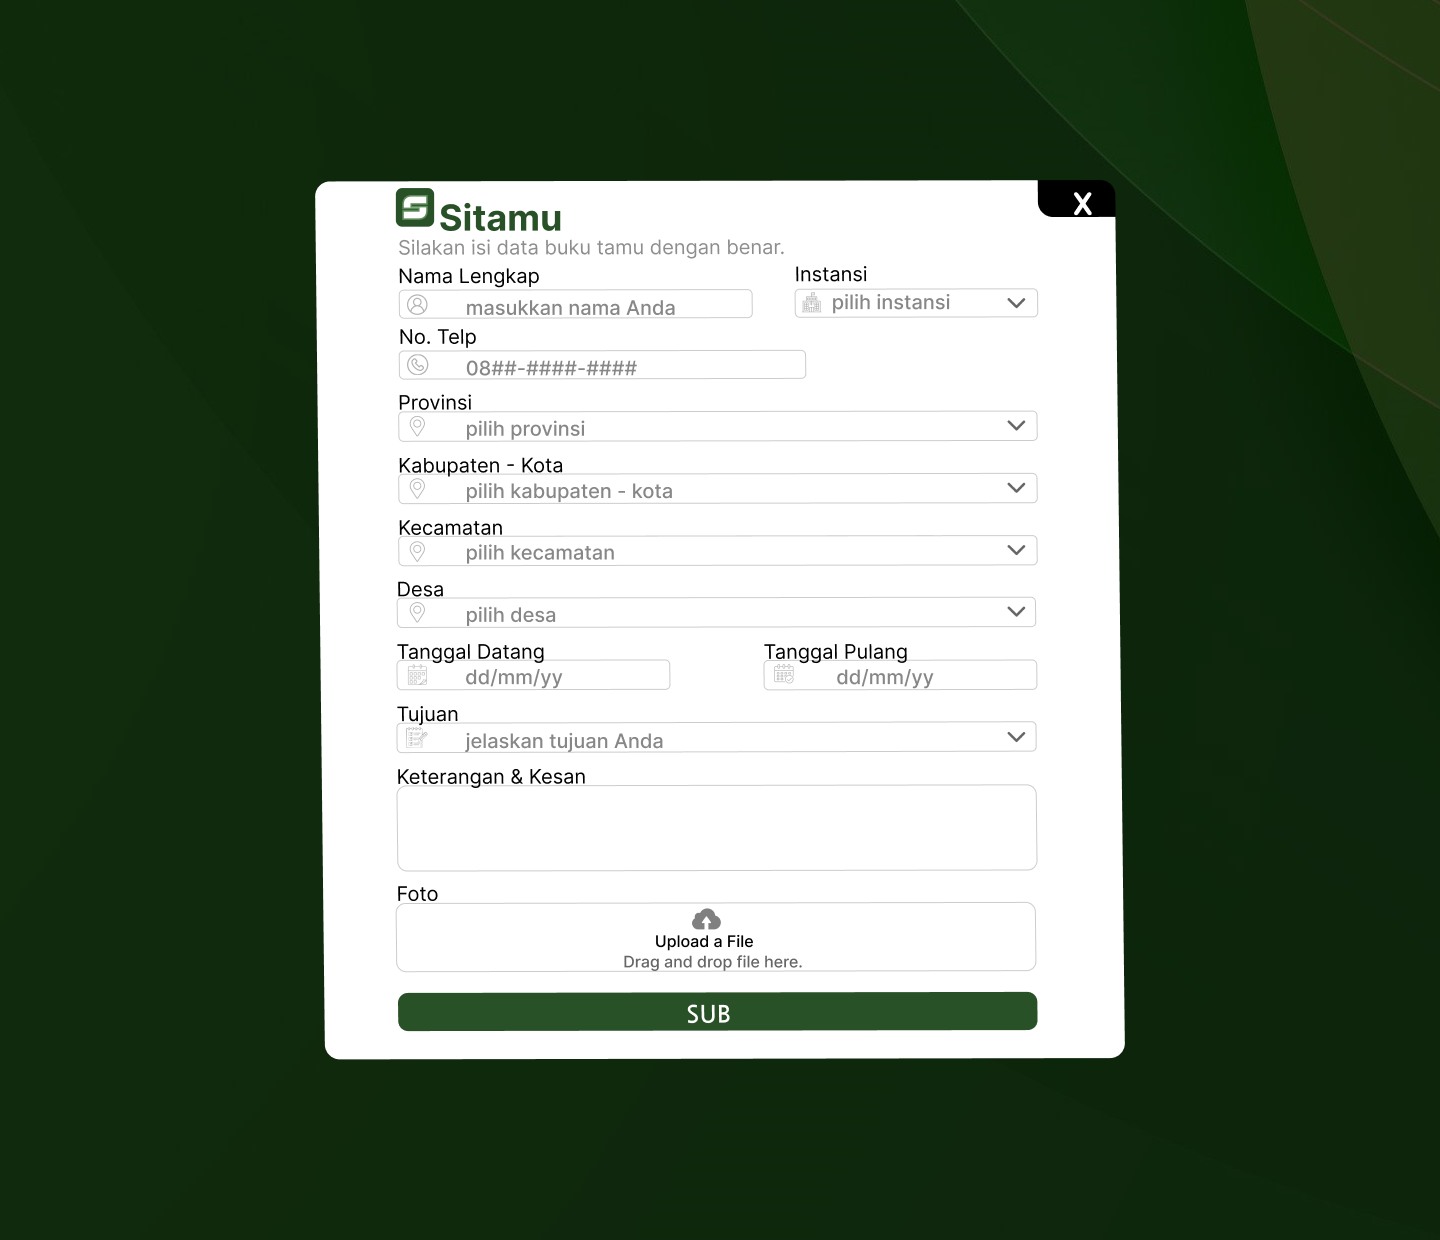 X
Sitamu
Silakan isi data buku tamu dengan benar.
Nama Lengkap
masukkan nama Anda
Instansi
pilih instansi
No. Telp
08##-####-####
Provinsi
pilih provinsi
Kabupaten - Kota
pilih kabupaten - kota
Kecamatan
pilih kecamatan
Desa
pilih desa
Tanggal Datang
dd/mm/yy
Tanggal Pulang
dd/mm/yy
Tujuan
jelaskan tujuan Anda
Keterangan & Kesan
Foto
Upload a File
Drag and drop file here.
SUB